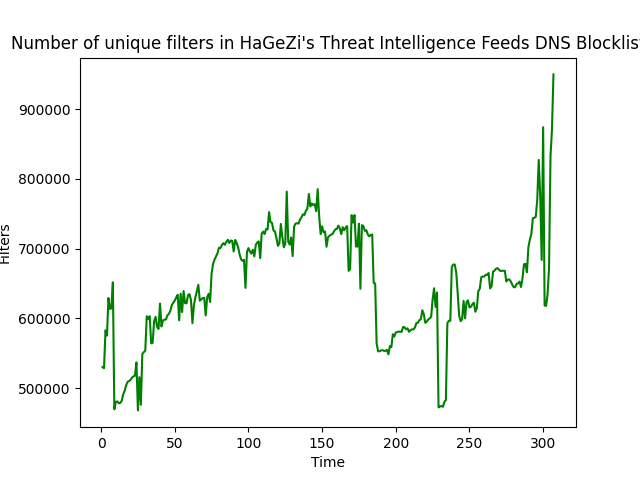 Number of unique filters in HaGeZi's Threat Intelligence Feeds DNS Blocklist
900000
800000
700000
600000
500000
Filters
0 50 100 150 200 250 300
Time